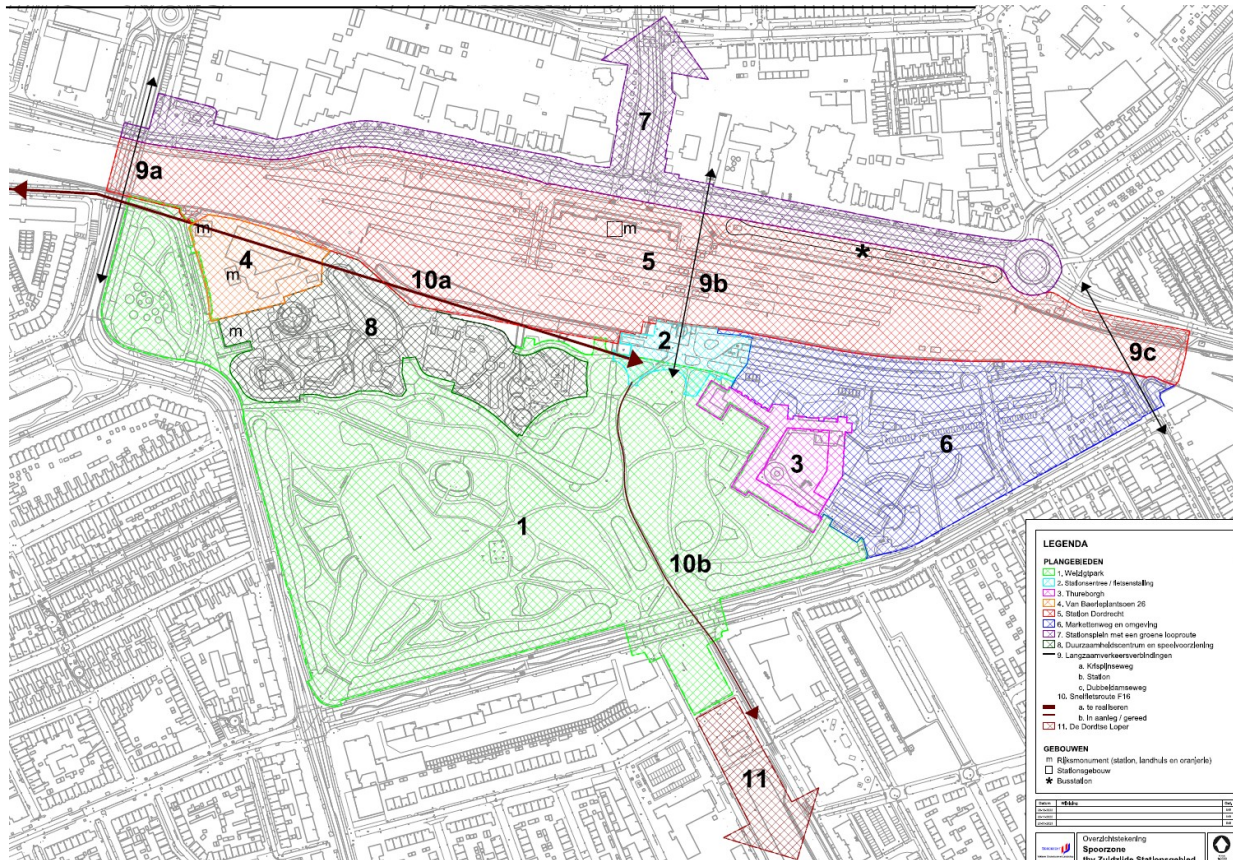 7
9a
m
m
4
10a
5
*
9b
m
8
2
9c
3
6
1
10b
11
LEGENDA
PLANGEBIEDEN
1. Weizigtpark
2. Stationsentree / fietsenstalling
3. Thureborgh
4. Van Baerleplantsoen 26
5. Station Dordrecht
6. Markettenweg en omgeving
7. Stationsplein met een groene looproute
8. Duurzaamheidscentrum en speelvoorziening
9. Langzaamverkeersverbindingen
a. Krispijnseweg
b. Station
c. Dubbeldamseweg
10. Snelfietsroute F16
a. te realiseren
b. in aanleg / gereed
11. De Dordtse Loper
GEBOUWEN
m Rijksmonument (station, landhuis en oranjerie)
Stationsgebouw
* Busstation
Overzichtstekening
Spoorzone
tbv Zuidzijde Stationsgebied